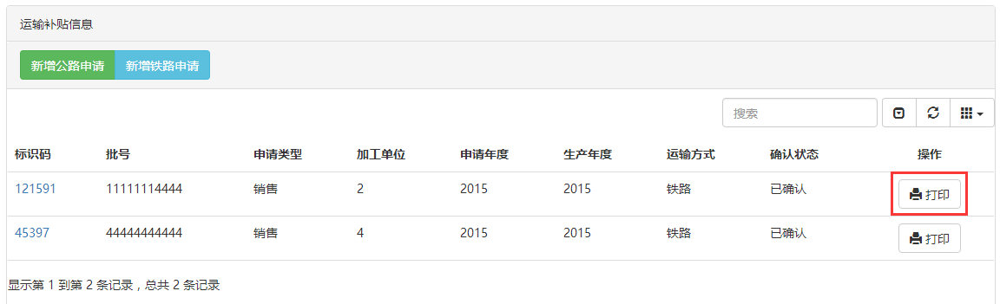 运输补贴信息
新增公路申请 新增铁路申请
搜索
标识码 批号 申请类型 加工单位 申请年度 生产年度 运输方式 确认状态 操作
121591 11111114444 销售 2 2015 2015 铁路 已确认 打印
45397 44444444444 销售 4 2015 2015 铁路 已确认 打印
显示第 1 到第 2 条记录，总共 2 条记录